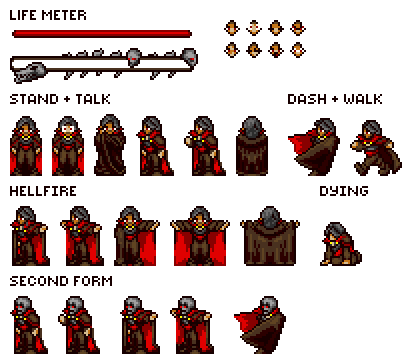 LIFE METER
STAND + TALK
DASH + WALK
HELLFIRE
DYING
SECOND FORM